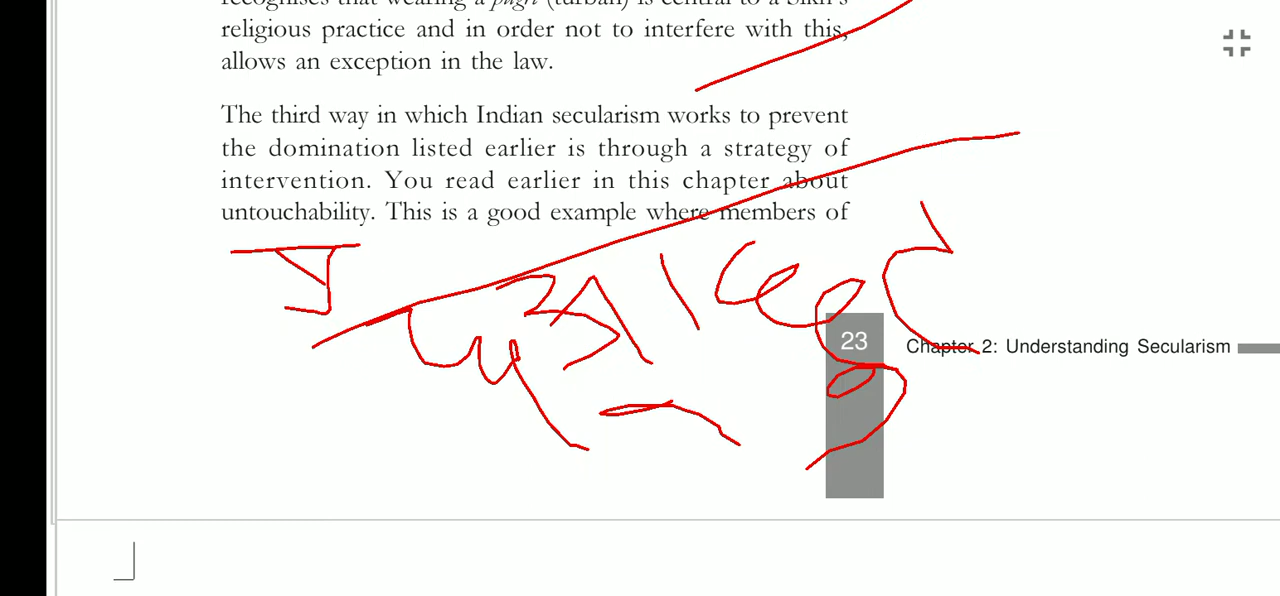 religious practice and in order not to interfere with this,
allows an exception in the law.
The third way in which Indian secularism works to prevent
the domination listed earlier is through a strategy of
intervention. You read earlier in this chapter about
untouchability. This is a good example where members of
23
Chapter 2: Understanding Secularism